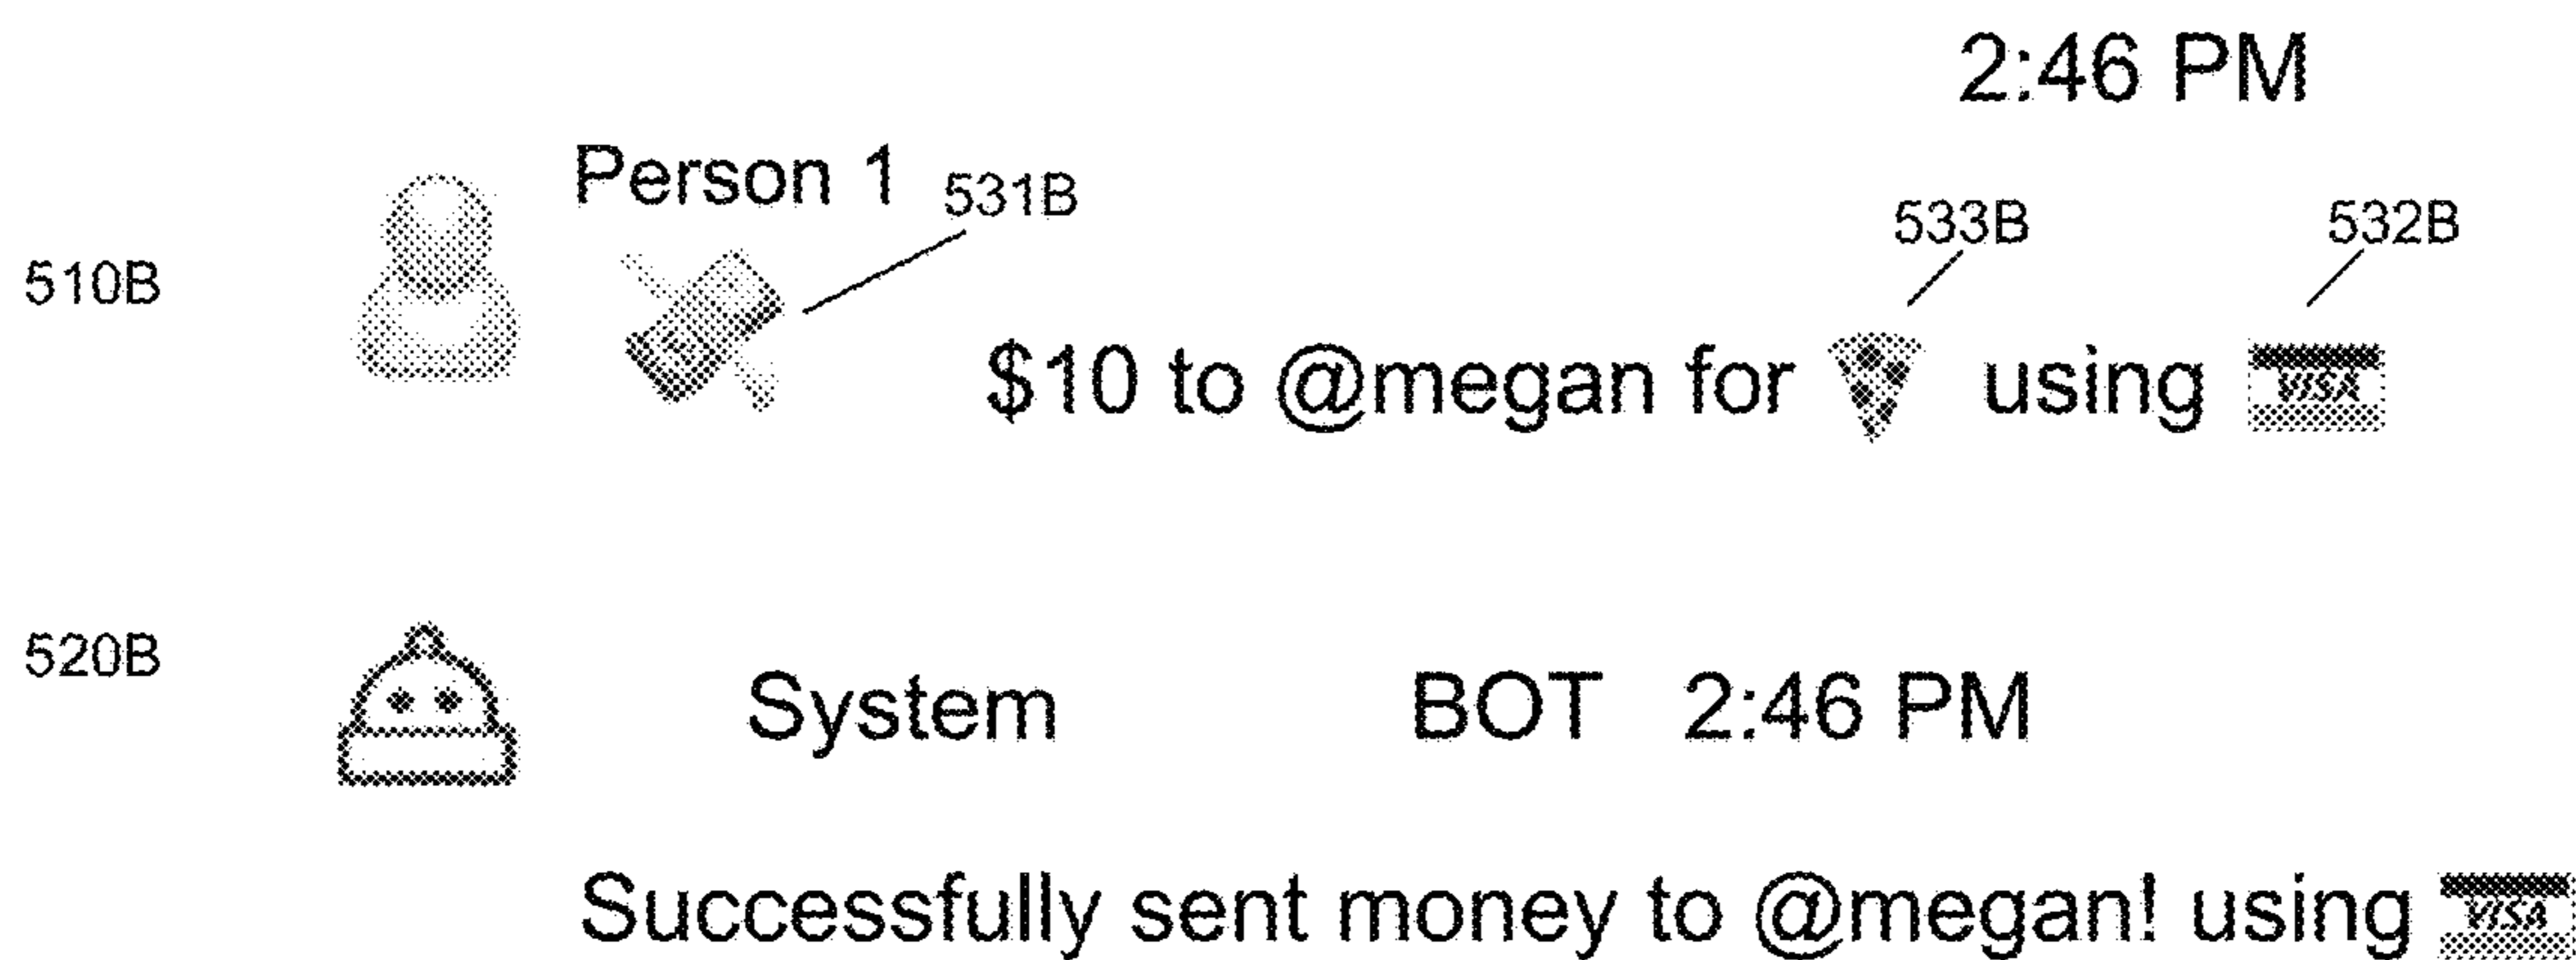 2:46 PM
Person 1 531B
533B 532B
510B
$10 to @megan for using VISA
520B
System BOT 2:46 PM
Successfully sent money to @megan! using VISA